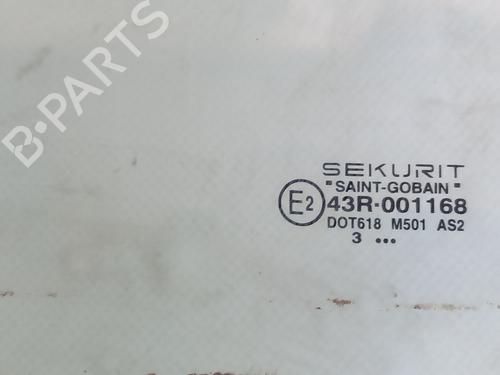 B-PARTS
SEKURIT
"SAINT-GOBAIN"
E2 43R-001168
DOT618 M501 AS2
3 •••